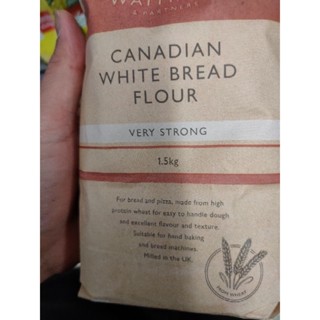 & PARTNERS
CANADIAN
WHITE BREAD
FLOUR
VERY STRONG
1.5kg
For bread and pizza, made from high
protein wheat for easy to handle dough
and excellent flavour and texture.
Suitable for hand baking
and bread machines.
Milled in the UK.